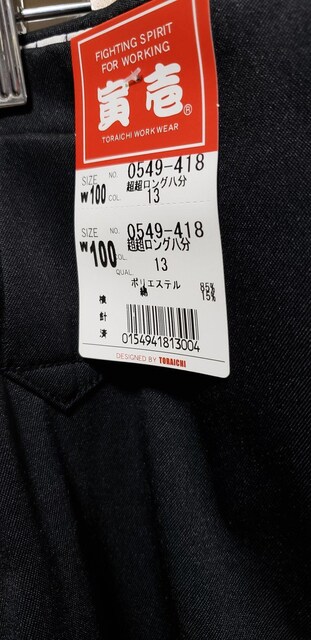 FIGHTING SPIRIT
FOR WORKING
寅壱®
TORAICHI WORKWEAR
SIZE NO. 0549-418
超超ロング八分
W100 COL. 13
SIZE NO. 0549-418
超超ロング八分
W100 COL. 13
QUAL.
ポリエステル 85%
綿 15%
検針済
0154941813004
DESIGNED BY TORAICHI